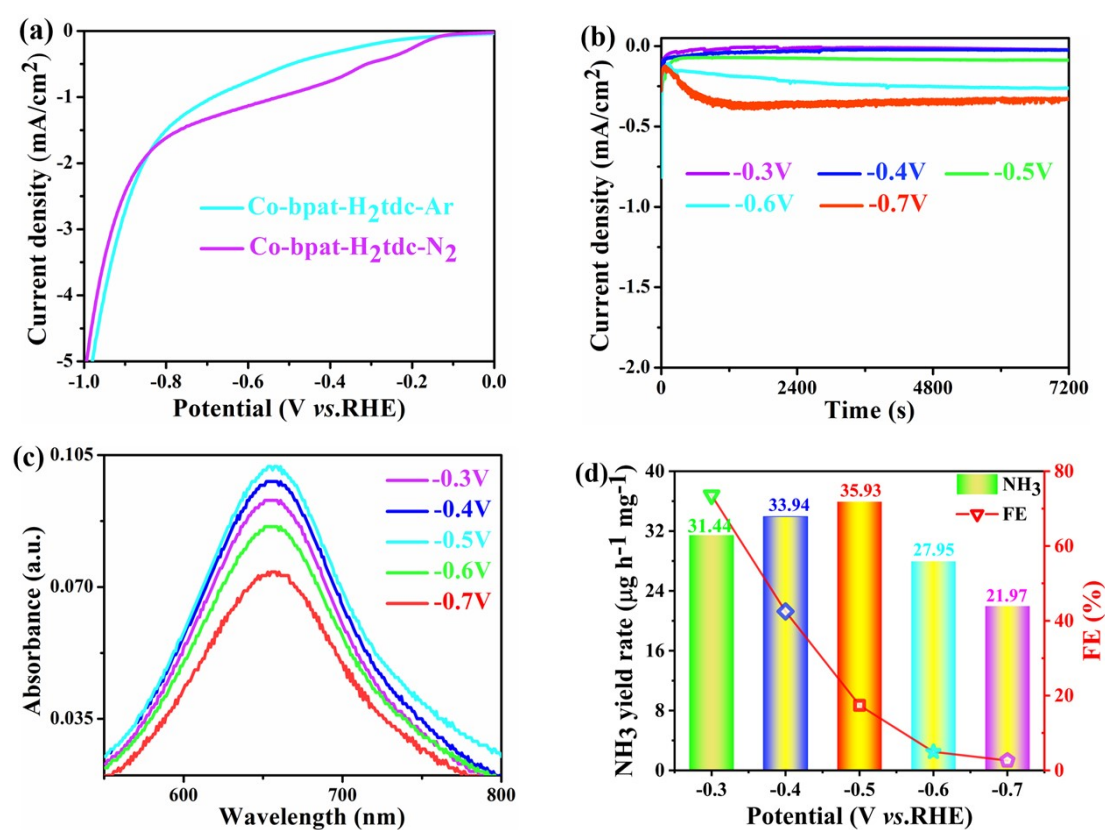 (a)
0
-1
-2
-3
-4
-5
Current density (mA/cm²)
Co-bpat-H₂tdc-Ar
Co-bpat-H₂tdc-N₂
-1.0 -0.8 -0.6 -0.4 -0.2 0.0
Potential (V vs.RHE)
(b)
0.0
-0.5
-1.0
-1.5
-2.0
Current density (mA/cm²)
-0.3V -0.4V -0.5V
-0.6V -0.7V
0 2400 4800 7200
Time (s)
(c)
0.105
0.070
0.035
Absorbance (a.u.)
-0.3V
-0.4V
-0.5V
-0.6V
-0.7V
600 700 800
Wavelength (nm)
(d)
40
32
24
16
8
0
NH₃ yield rate (μg h⁻¹ mg⁻¹)
NH₃
FE
31.44
33.94
35.93
27.95
21.97
80
60
40
20
0
FE (%)
-0.3 -0.4 -0.5 -0.6 -0.7
Potential (V vs.RHE)